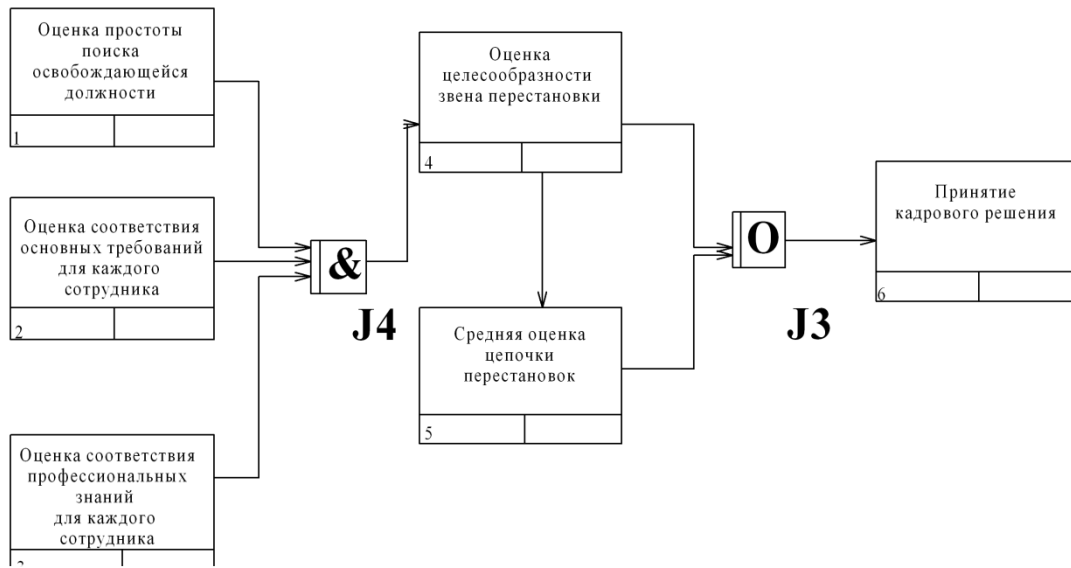 Оценка простоты
поиска
освобождающейся
должности
1
Оценка соответствия
основных требований
для каждого
сотрудника
2
Оценка соответствия
профессиональных
знаний
для каждого
сотрудника
&
J4
Оценка
целесообразности
звена перестановки
4
Средняя оценка
цепочки
перестановок
5
O
J3
Принятие
кадрового решения
6